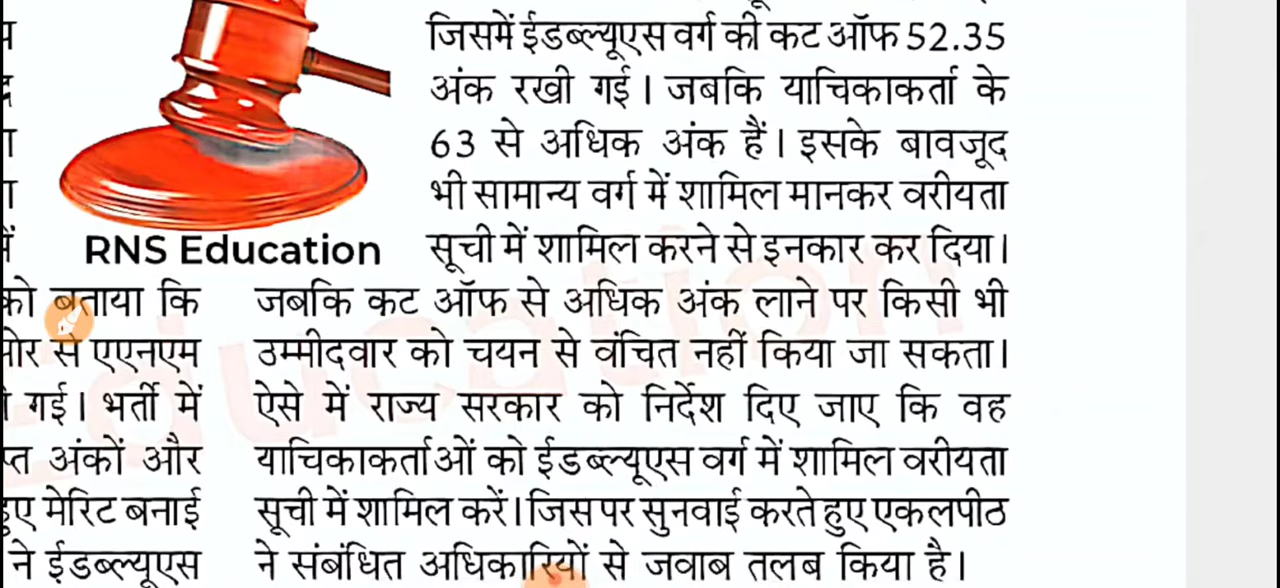 को बताया कि
से एएनएम
गई। भर्ती में
अंकों और
मेरिट बनाई
ने ईडब्ल्यूएस
RNS Education
जिसमें ईडब्ल्यूएस वर्ग की कट ऑफ 52.35
अंक रखी गई। जबकि याचिकाकर्ता के
63 से अधिक अंक हैं। इसके बावजूद
भी सामान्य वर्ग में शामिल मानकर वरीयता
सूची में शामिल करने से इनकार कर दिया।
जबकि कट ऑफ से अधिक अंक लाने पर किसी भी
उम्मीदवार को चयन से वंचित नहीं किया जा सकता।
ऐसे में राज्य सरकार को निर्देश दिए जाए कि वह
याचिकाकर्ताओं को ईडब्ल्यूएस वर्ग में शामिल वरीयता
सूची में शामिल करें। जिस पर सुनवाई करते हुए एकलपीठ
ने संबंधित अधिकारियों से जवाब तलब किया है।